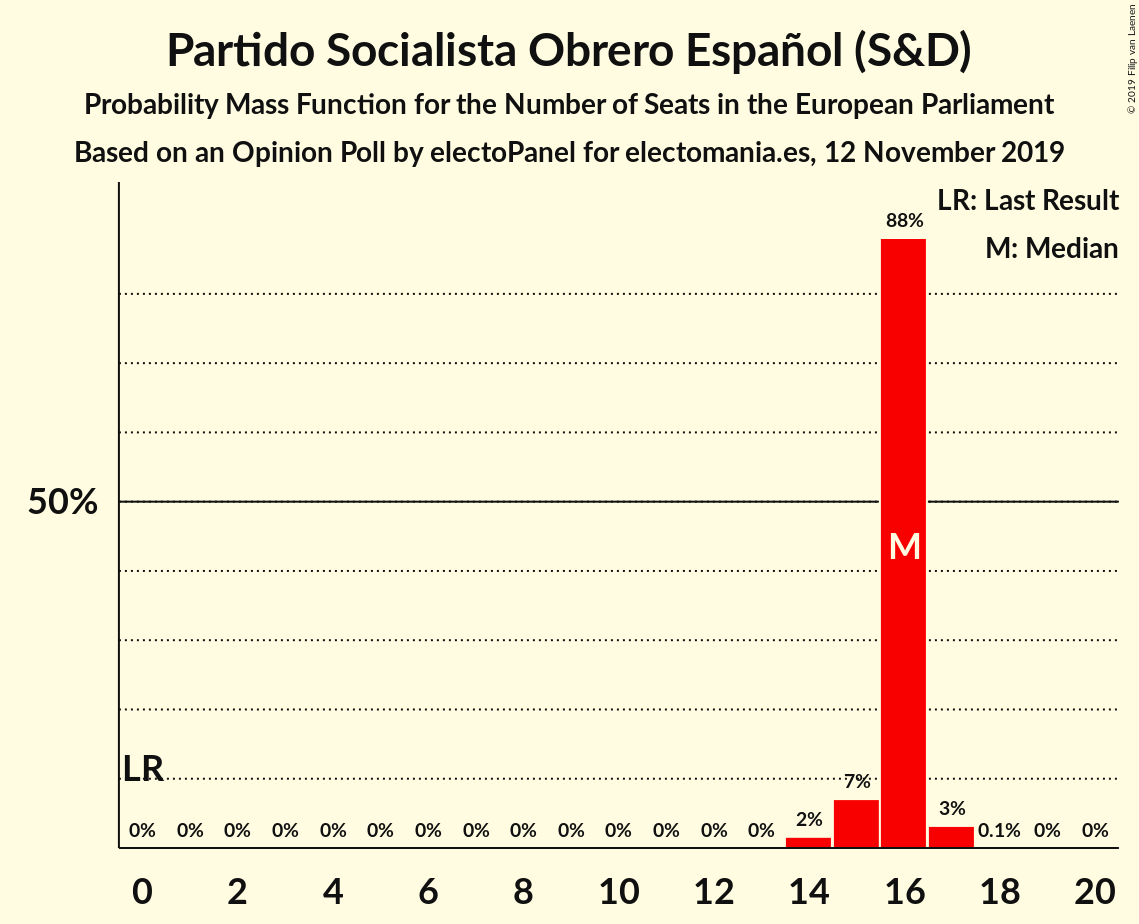 Partido Socialista Obrero Español (S&D)
Probability Mass Function for the Number of Seats in the European Parliament
Based on an Opinion Poll by electoPanel for electomania.es, 12 November 2019
© 2019 Filip van Laenen
LR: Last Result
M: Median
88%
50%
M
LR
7%
3%
2%
0% 0% 0% 0% 0% 0% 0% 0% 0% 0% 0% 0% 0% 0% 0.1% 0% 0%
0 2 4 6 8 10 12 14 16 18 20